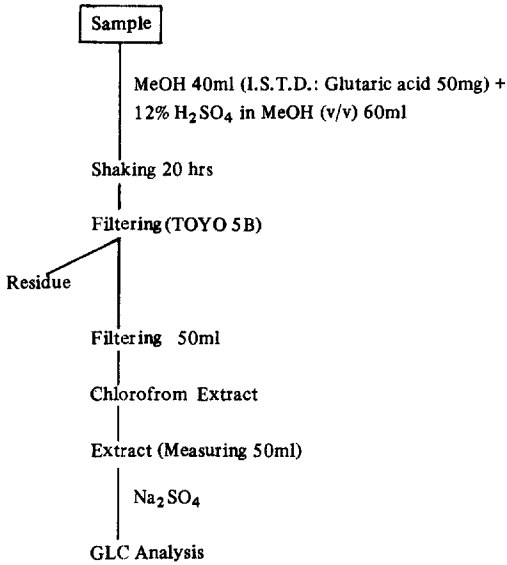 Sample
MeOH 40ml (I.S.T.D.: Glutaric acid 50mg) +
12% H₂SO₄ in MeOH (v/v) 60ml
Shaking 20 hrs
Filtering (TOYO 5B)
Residue
Filtering 50ml
Chlorofrom Extract
Extract (Measuring 50ml)
Na₂SO₄
GLC Analysis